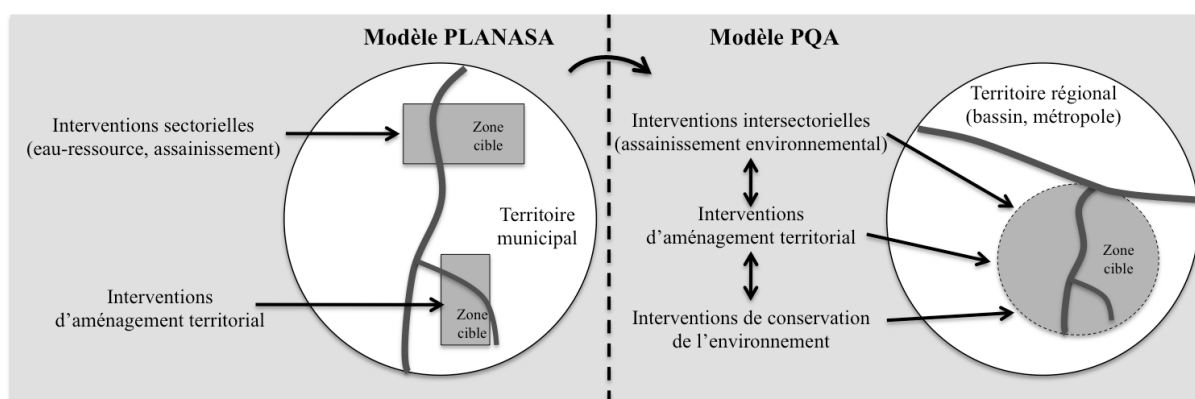 Modèle PLANASA
Interventions sectorielles
(eau-ressource, assainissement)
Zone
cible
Territoire
municipal
Interventions
d’aménagement territorial
Zone
cible
Modèle PQA
Territoire régional
(bassin, métropole)
Interventions intersectorielles
(assainissement environnemental)
Interventions
d’aménagement territorial
Zone
cible
Interventions de conservation
de l’environnement